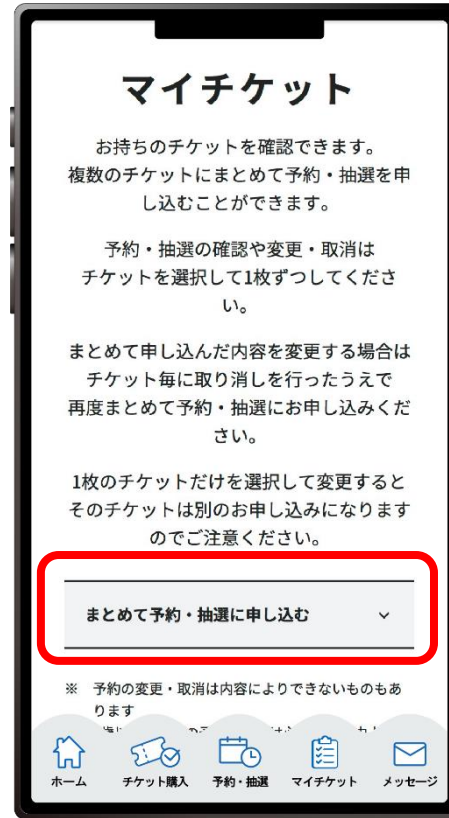 マイチケット
お持ちのチケットを確認できます。
複数のチケットにまとめて予約・抽選を申
し込むことができます。
予約・抽選の確認や変更・取消は
チケットを選択して1枚ずつしてくださ
い。
まとめて申し込んだ内容を変更する場合は
チケット毎に取り消しを行ったうえで
再度まとめて予約・抽選にお申し込みくだ
さい。
1枚のチケットだけを選択して変更すると
そのチケットは別のお申し込みになります
のでご注意ください。
まとめて予約・抽選に申し込む
※ 予約の変更・取消は内容によりできないものもあ
ります
ホーム チケット購入 予約・抽選 マイチケット メッセージ